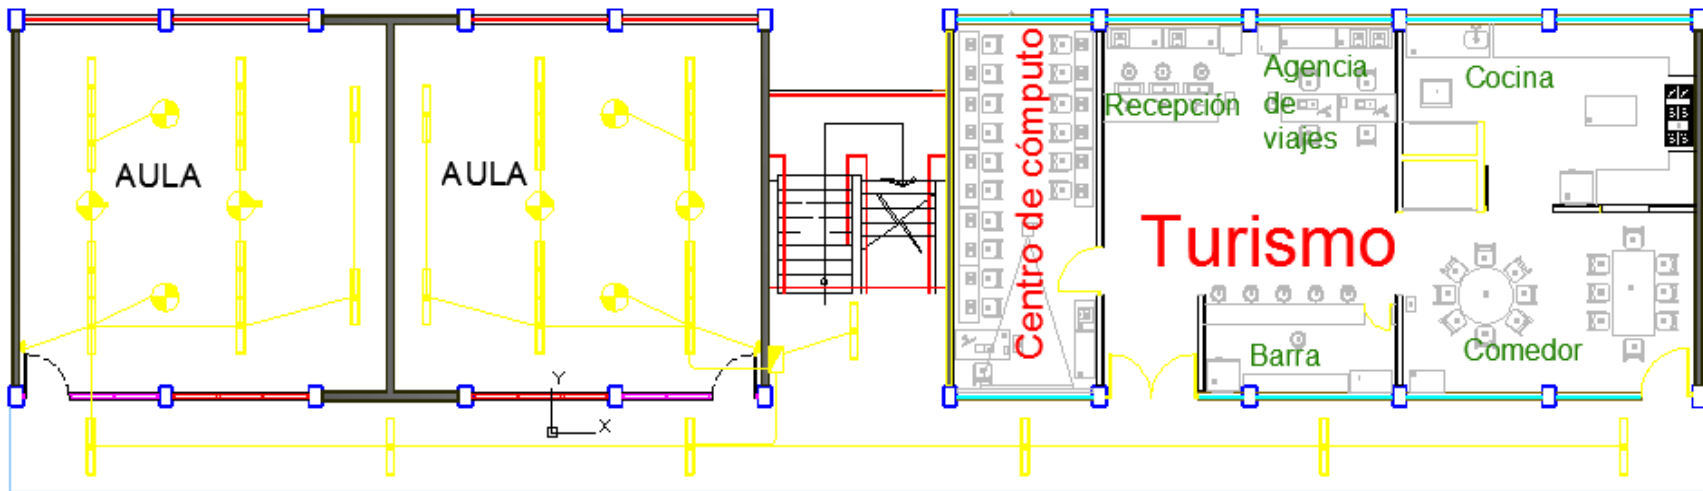 AULA
AULA
Y
X
Centro de cómputo
Recepción
Agencia
de
viajes
Cocina
Turismo
Barra
Comedor